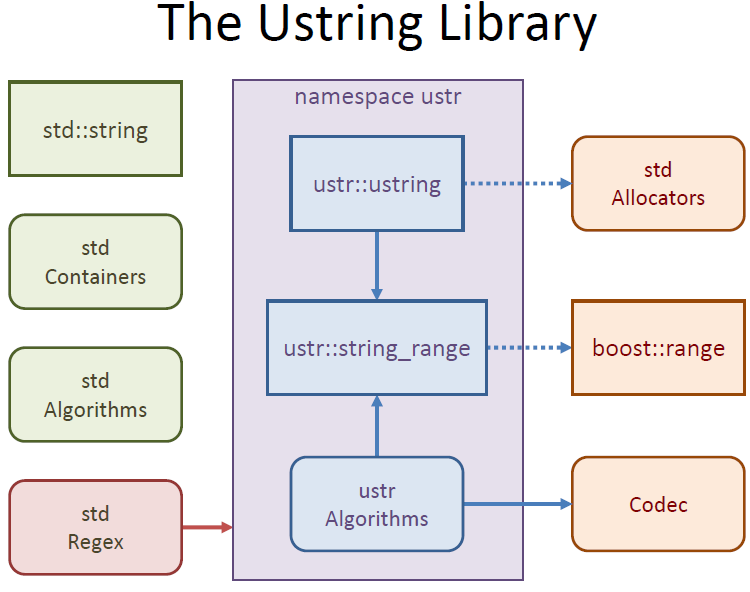 The Ustring Library
namespace ustr
std::string
ustr::ustring
std
Allocators
std
Containers
ustr::string_range
boost::range
std
Algorithms
ustr
Algorithms
Codec
std
Regex